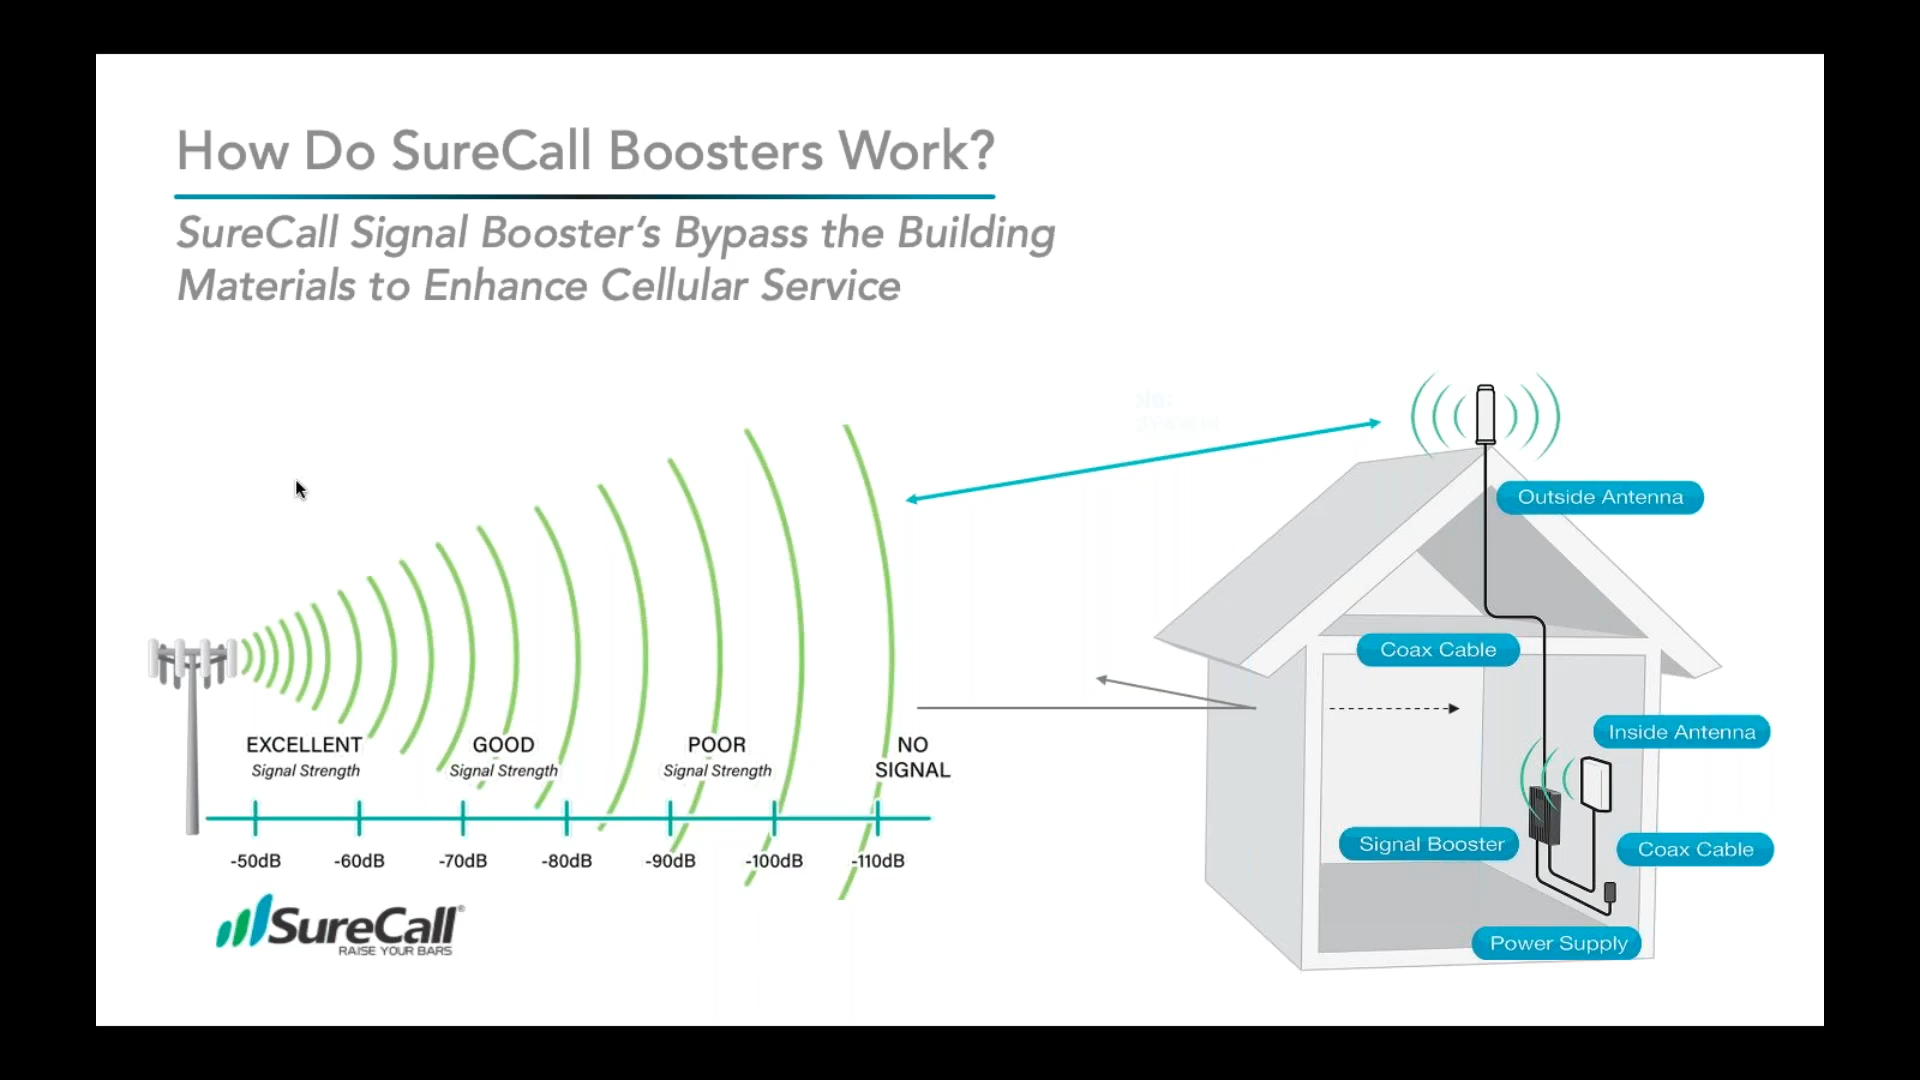 How Do SureCall Boosters Work?
SureCall Signal Booster's Bypass the Building
Materials to Enhance Cellular Service
Outside Antenna
Coax Cable
Inside Antenna
EXCELLENT
Signal Strength
GOOD
Signal Strength
POOR
Signal Strength
NO
SIGNAL
-50dB
-60dB
-70dB
-80dB
-90dB
-100dB
-110dB
Signal Booster
Coax Cable
Power Supply
SureCall®
RAISE YOUR BARS